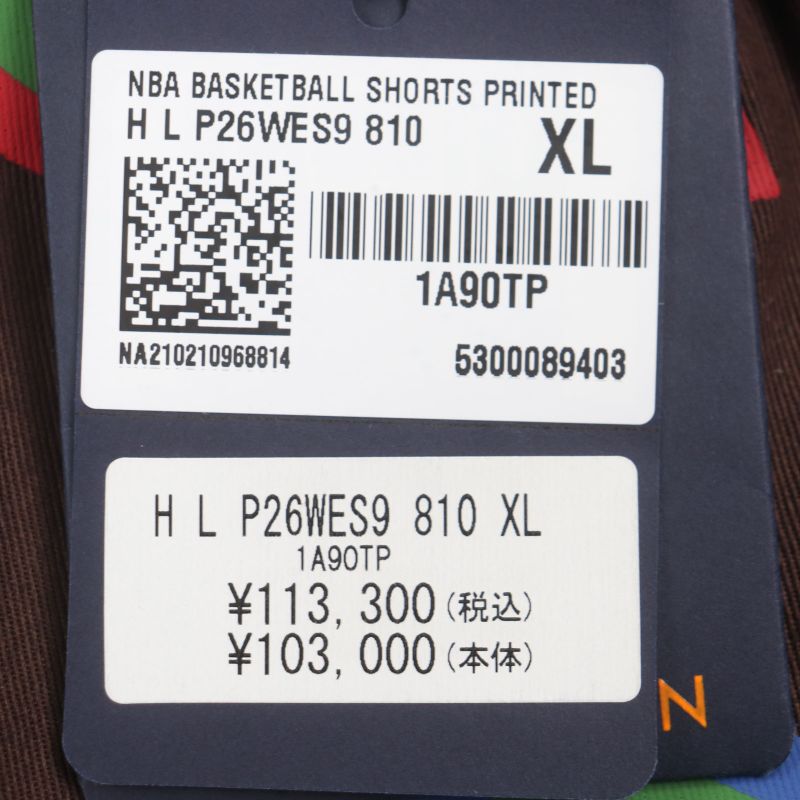 NBA BASKETBALL SHORTS PRINTED
H L P26WES9 810
XL
1A90TP
NA210210968814
5300089403
H L P26WES9 810 XL
1A90TP
¥113,300(税込)
¥103,000(本体)
N